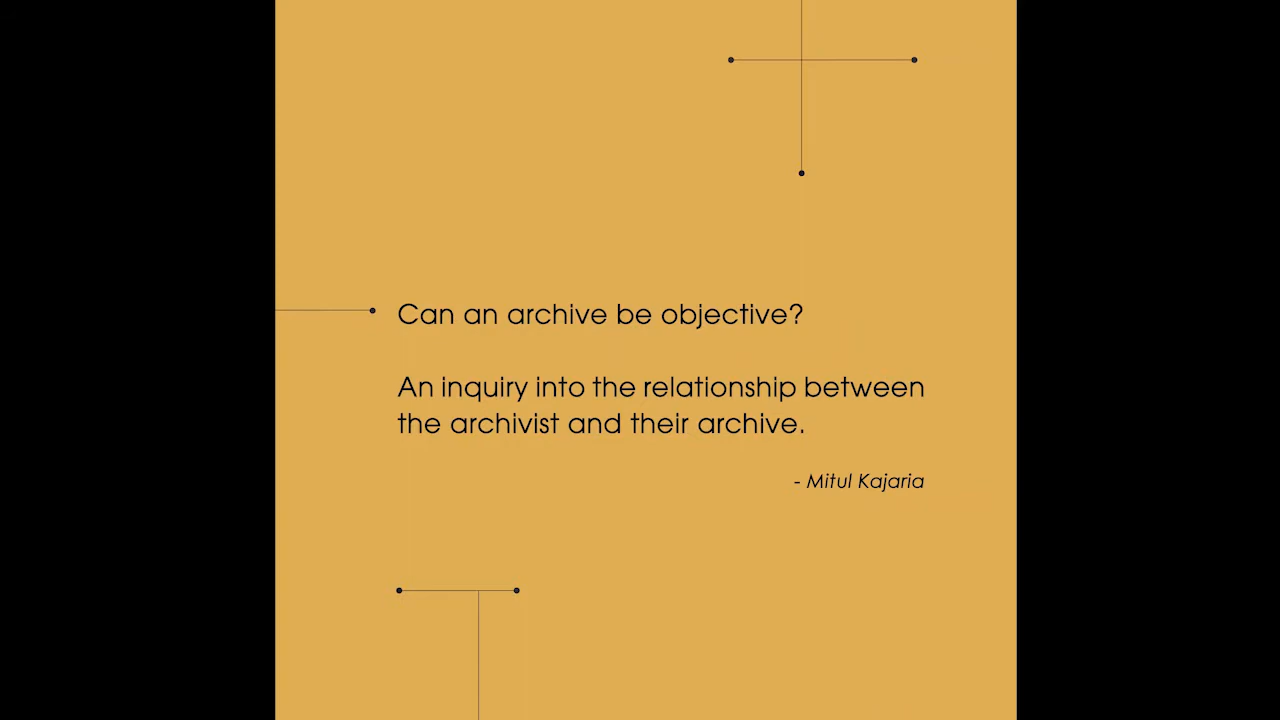 Can an archive be objective?
An inquiry into the relationship between
the archivist and their archive.
- Mitul Kajaria